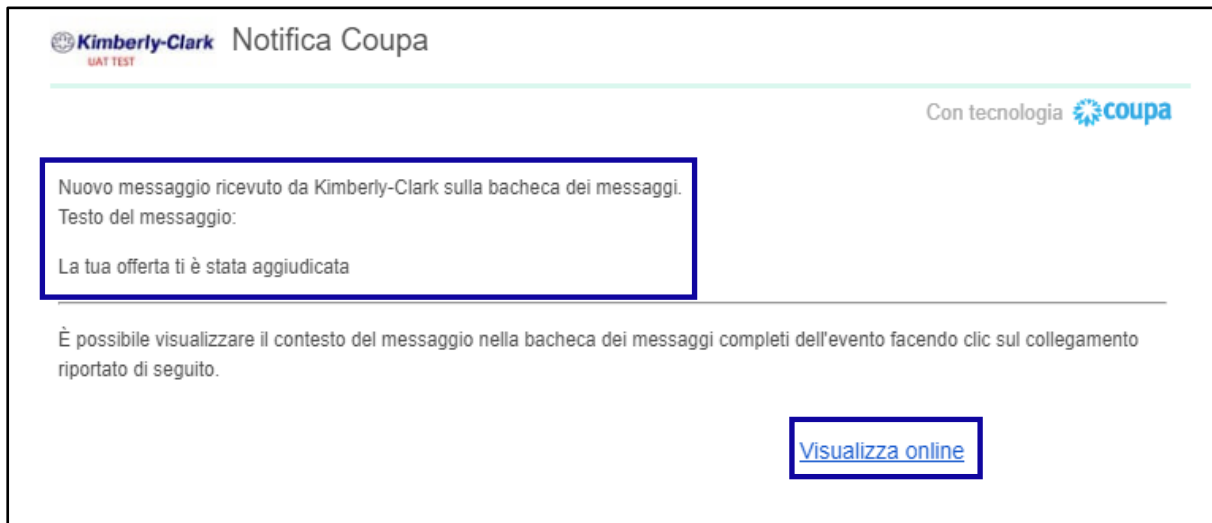 Kimberly-Clark Notifica Coupa
UAT TEST
Con tecnologia coupa
Nuovo messaggio ricevuto da Kimberly-Clark sulla bacheca dei messaggi.
Testo del messaggio:
La tua offerta ti è stata aggiudicata
È possibile visualizzare il contesto del messaggio nella bacheca dei messaggi completi dell'evento facendo clic sul collegamento
riportato di seguito.
Visualizza online